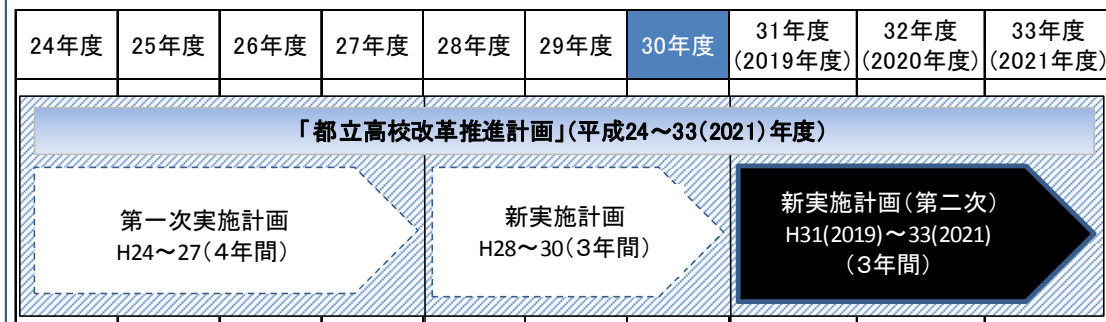 24年度 25年度 26年度 27年度 28年度 29年度 30年度 31年度 32年度 33年度
(2019年度) (2020年度) (2021年度)
「都立高校改革推進計画」(平成24～33(2021)年度)
第一次実施計画
H24～27(4年間)
新実施計画
H28～30(3年間)
新実施計画(第二次)
H31(2019)～33(2021)
(3年間)